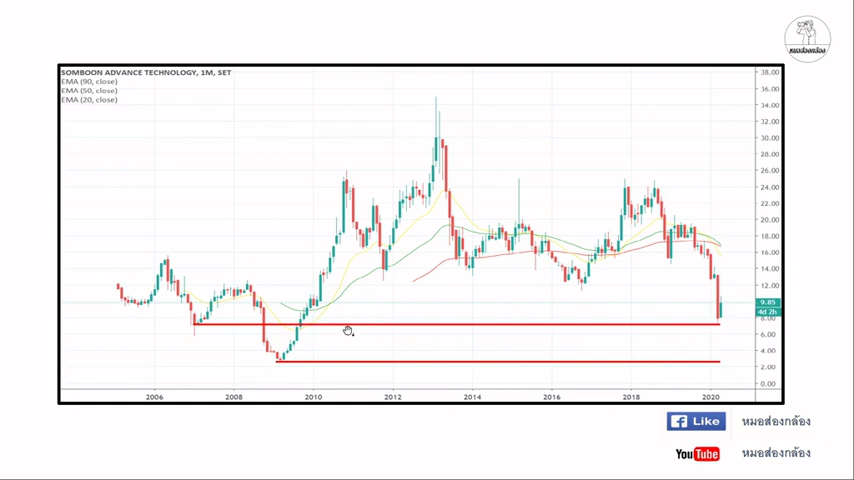 หมอส่องกล้อง
SOMBOON ADVANCE TECHNOLOGY, 1M, SET
EMA (90, close)
EMA (50, close)
EMA (20, close)
38.00
36.00
34.00
32.00
30.00
28.00
26.00
24.00
22.00
20.00
18.00
16.00
14.00
12.00
9.85
4d 2h
8.00
6.00
4.00
2.00
0.00
2006 2008 2010 2012 2014 2016 2018 2020
f Like หมอส่องกล้อง
YouTube หมอส่องกล้อง